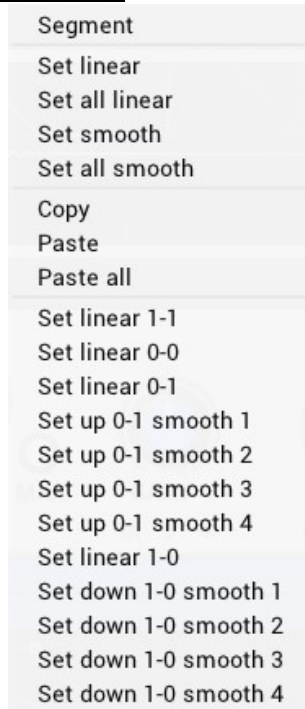 Segment
Set linear
Set all linear
Set smooth
Set all smooth
Copy
Paste
Paste all
Set linear 1-1
Set linear 0-0
Set linear 0-1
Set up 0-1 smooth 1
Set up 0-1 smooth 2
Set up 0-1 smooth 3
Set up 0-1 smooth 4
Set linear 1-0
Set down 1-0 smooth 1
Set down 1-0 smooth 2
Set down 1-0 smooth 3
Set down 1-0 smooth 4